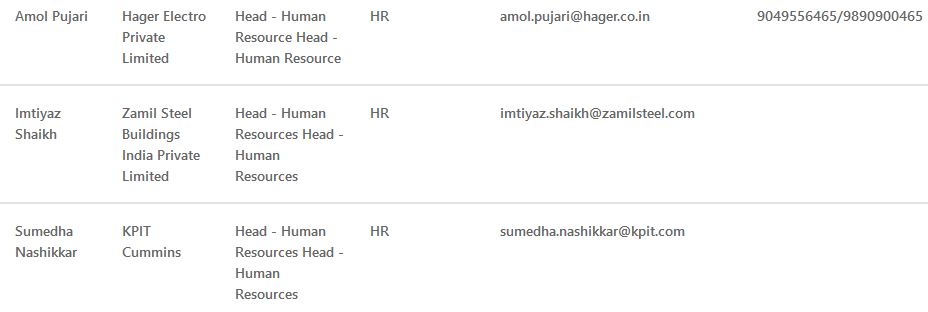 Amol Pujari Hager Electro Head - Human HR amol.pujari@hager.co.in 9049556465/9890900465
Private Resource Head -
Limited Human Resource
Imtiyaz Zamil Steel Head - Human HR imtiyaz.shaikh@zamilsteel.com
Shaikh Buildings Resources Head -
India Private Human
Limited Resources
Sumedha KPIT Head - Human HR sumedha.nashikkar@kpit.com
Nashikkar Cummins Resources Head -
Human
Resources